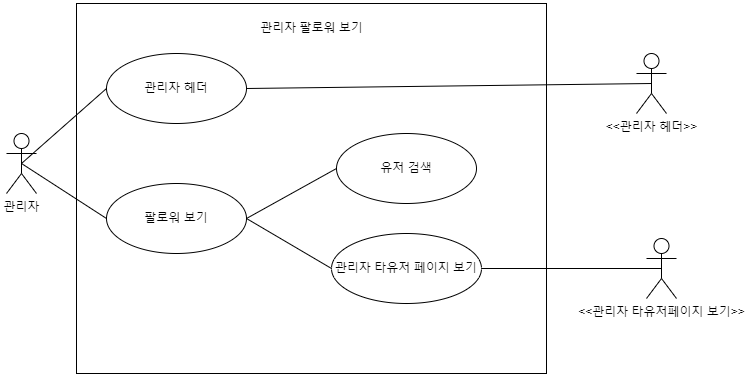 관리자 팔로워 보기
관리자 헤더
<<관리자 헤더>>
유저 검색
관리자
팔로워 보기
관리자 타유저 페이지 보기
<<관리자 타유저페이지 보기>>